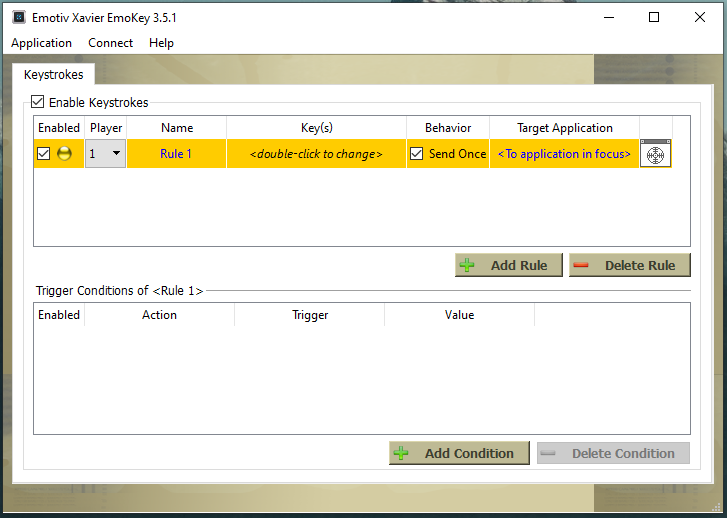 Emotiv Xavier EmoKey 3.5.1
Application Connect Help
Keystrokes
Enable Keystrokes
Enabled Player Name Key(s) Behavior Target Application
1 Rule 1 <double-click to change> Send Once <To application in focus>
Add Rule Delete Rule
Trigger Conditions of <Rule 1>
Enabled Action Trigger Value
Add Condition Delete Condition